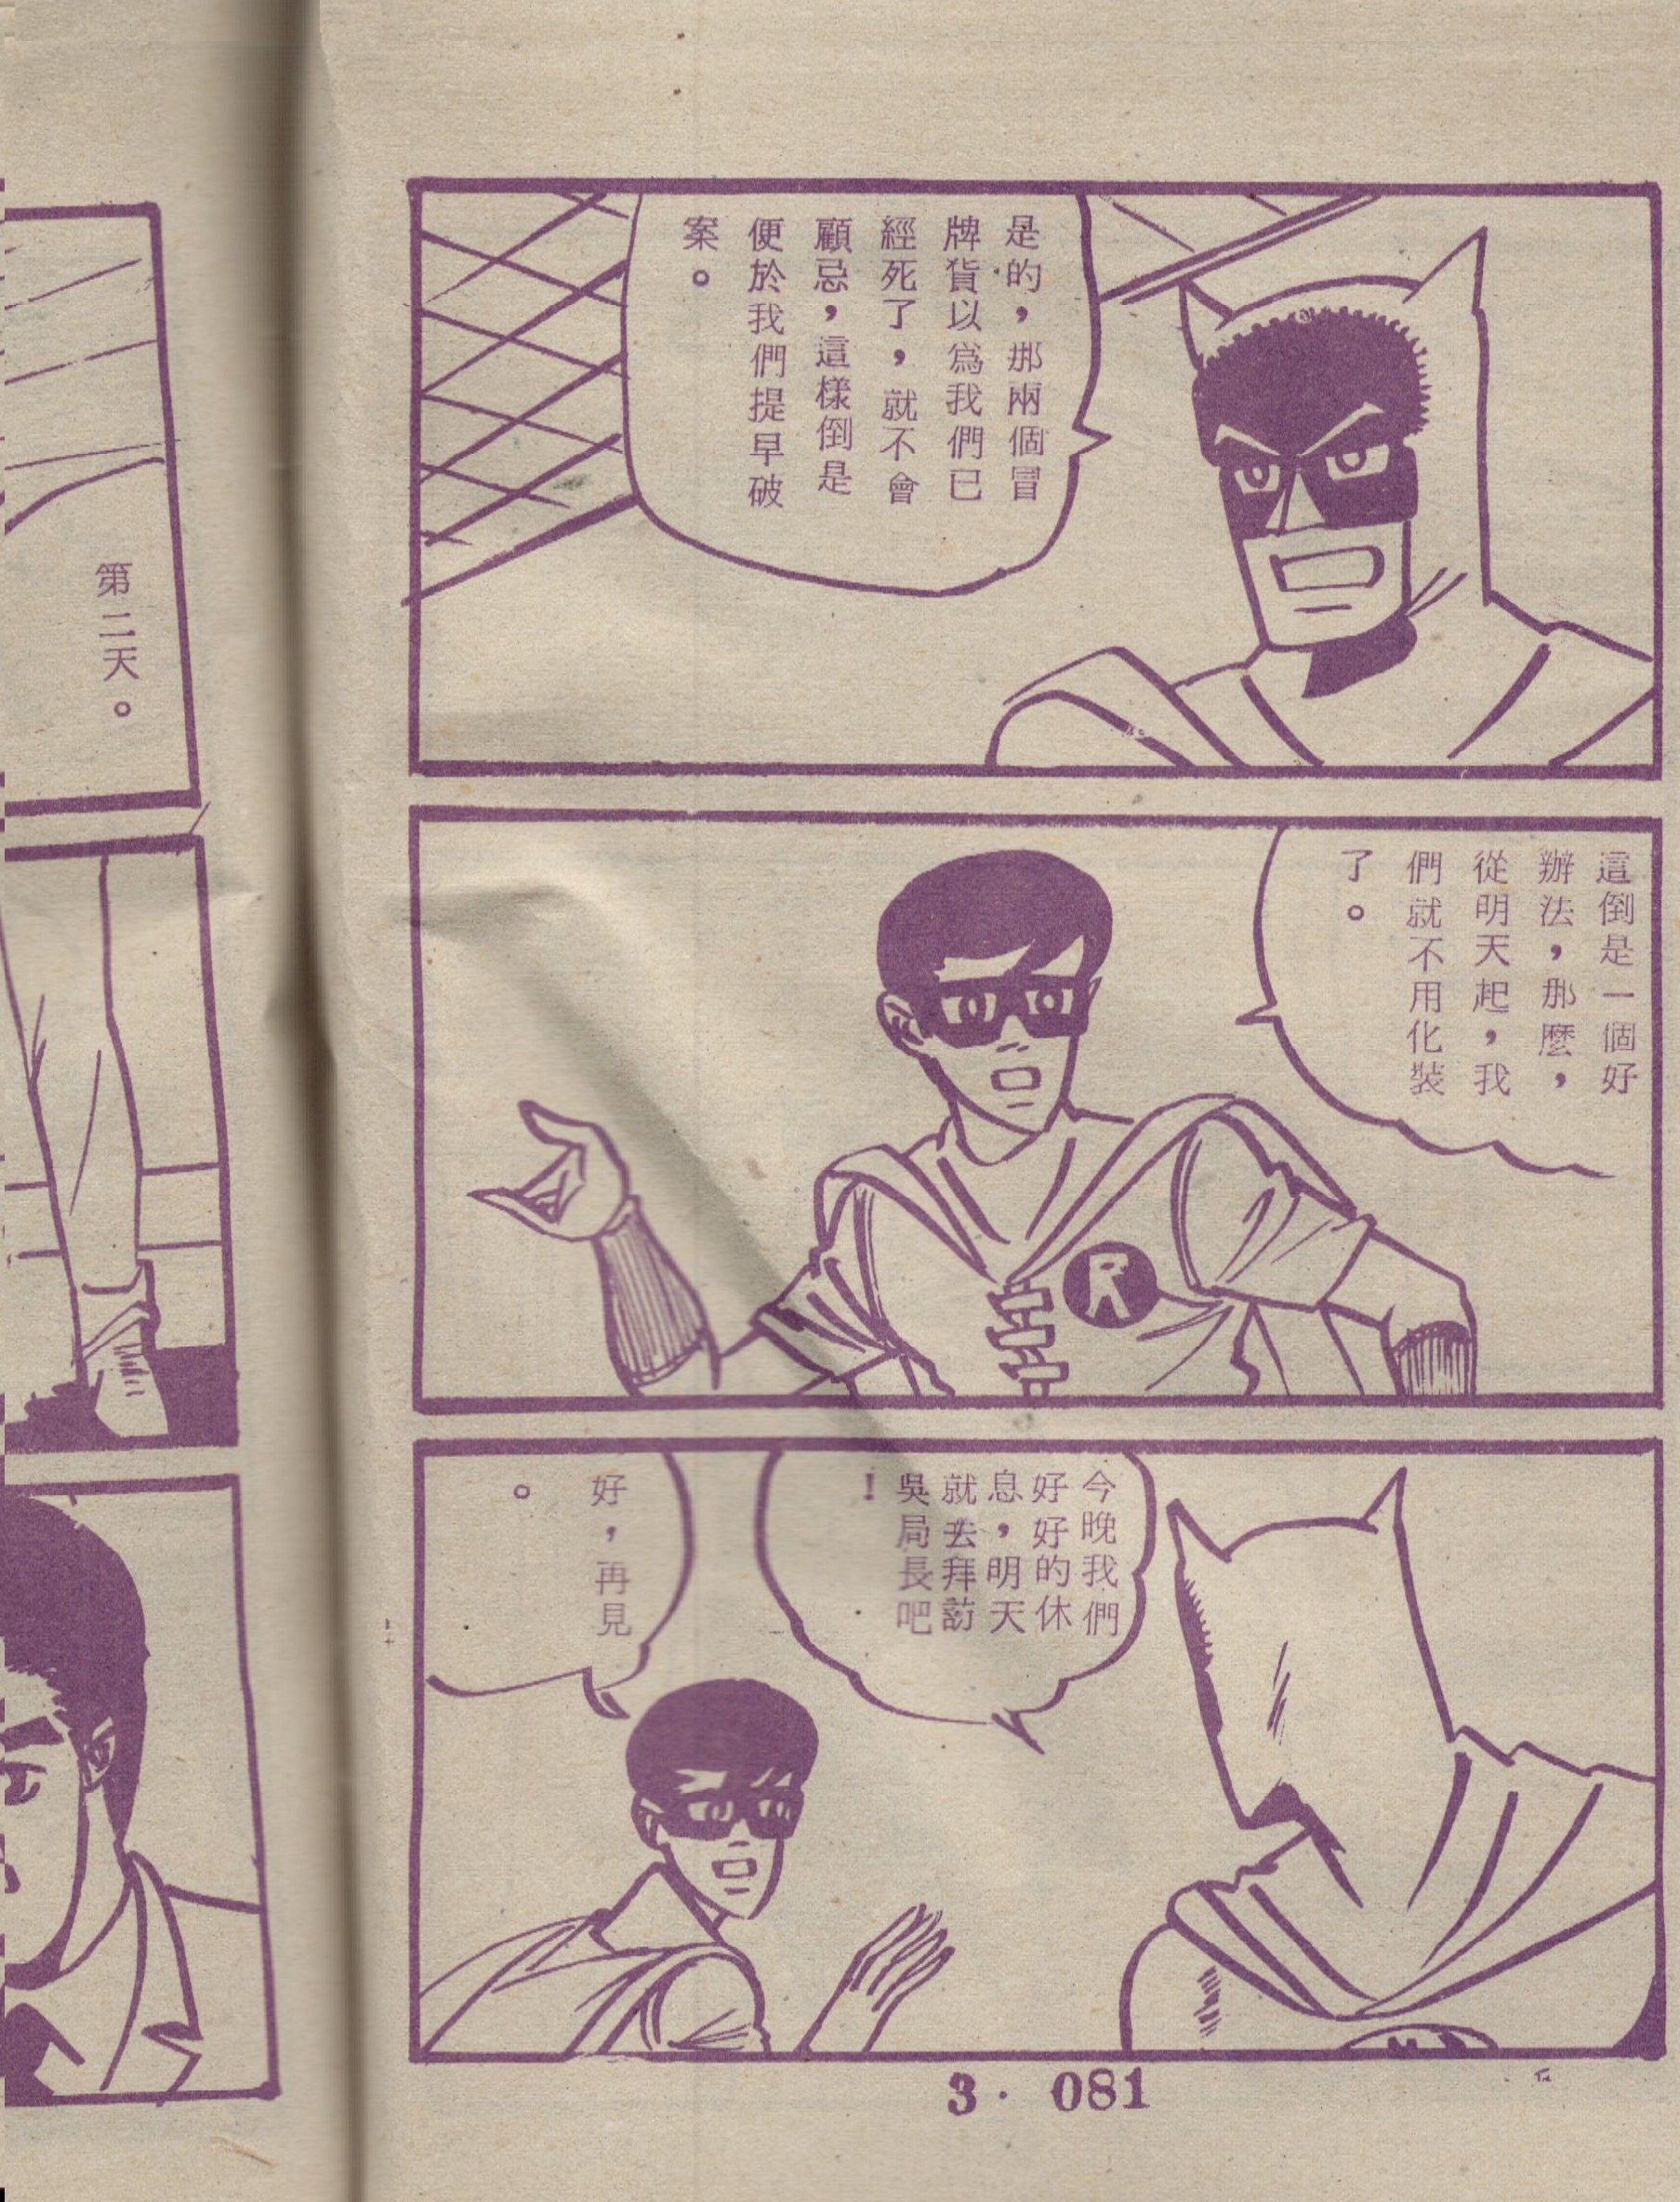 是的，那兩個冒
牌貨以為我們已
經死了，就不會
顧忌，這樣倒是
便於我們提早破
案。
這倒是一個好
辦法，那麼，
從明天起，我
們就不用化裝
了。
R
今晚我們
好好的休
息，明天
就去拜訪
吳局長吧
！
好，再見
。
3·081
第二天。